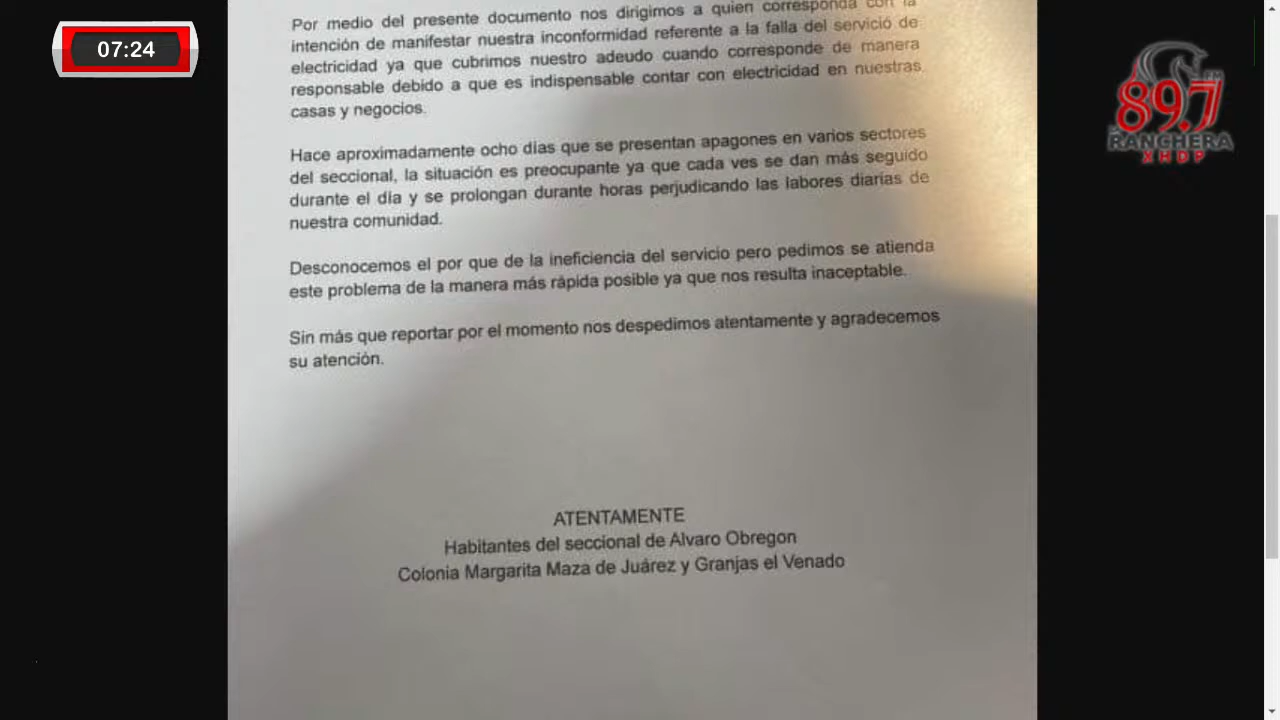 07:24
Por medio del presente documento nos dirigimos a quien corresponda con la
intención de manifestar nuestra inconformidad referente a la falla del servició de
electricidad ya que cubrimos nuestro adeudo cuando corresponde de manera
responsable debido a que es indispensable contar con electricidad en nuestras
casas y negocios.
Hace aproximadamente ocho días que se presentan apagones en varios sectores
del seccional, la situación es preocupante ya que cada ves se dan más seguido
durante el día y se prolongan durante horas perjudicando las labores diarias de
nuestra comunidad.
Desconocemos el por que de la ineficiencia del servicio pero pedimos se atienda
este problema de la manera más rápida posible ya que nos resulta inaceptable.
Sin más que reportar por el momento nos despedimos atentamente y agradecemos
su atención.
ATENTAMENTE
Habitantes del seccional de Alvaro Obregon
Colonia Margarita Maza de Juárez y Granjas el Venado
89.7 FM
LA RANCHERA
XHDP